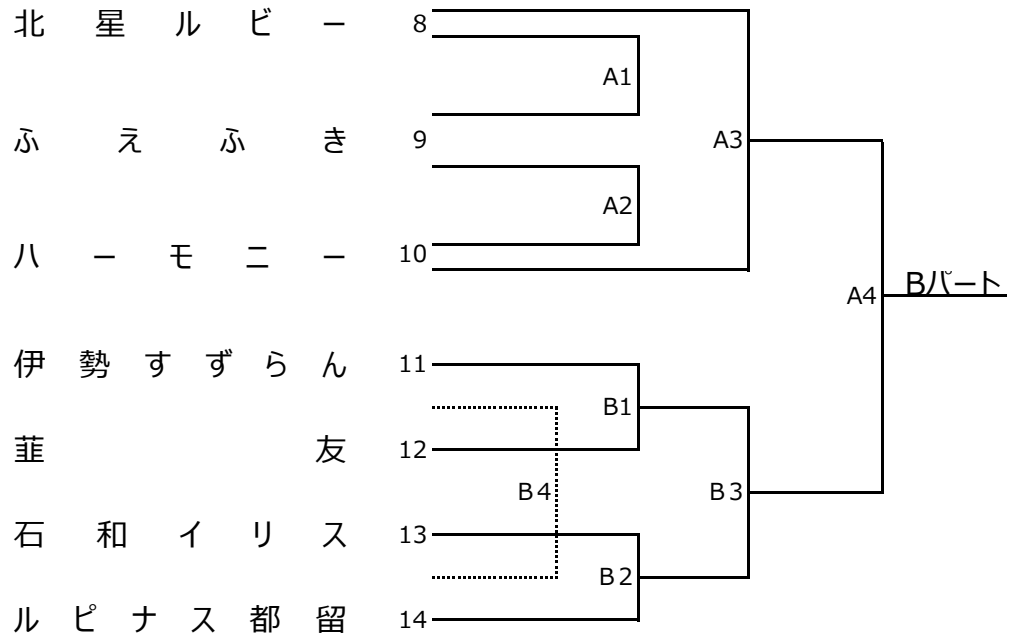 北星ルビー 8
A1
ふえふき 9 A3
A2
ハーモニー 10
A4 Bパート
伊勢すずらん 11
B1
韮友 12
B4 B3
石和イリス 13
B2
ルピナス都留 14